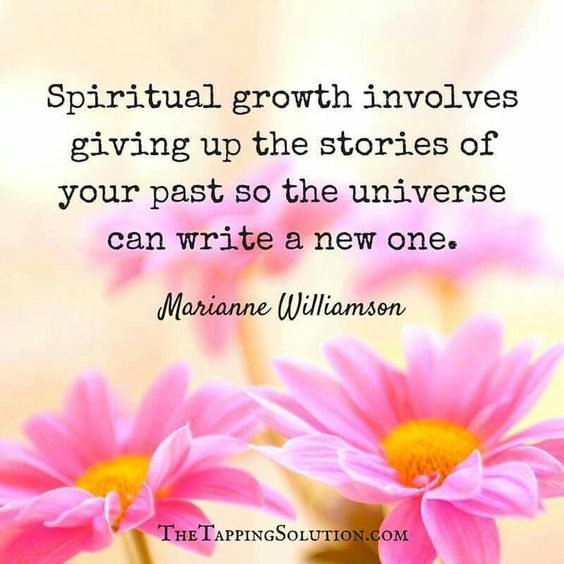 Spiritual growth involves
giving up the stories of
your past so the universe
can write a new one.
Marianne Williamson
TheTappingSolution.com